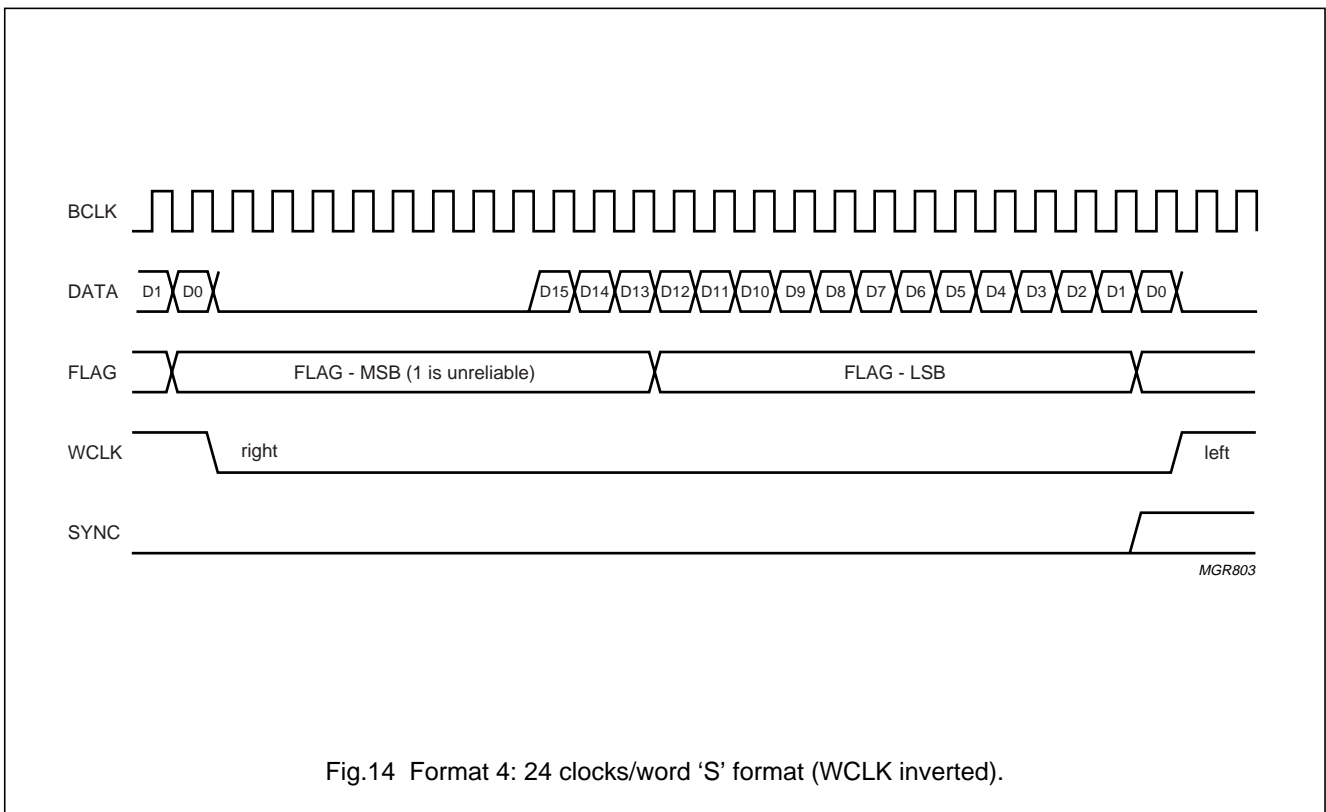 BCLK
DATA D1 D0 D15 D14 D13 D12 D11 D10 D9 D8 D7 D6 D5 D4 D3 D2 D1 D0
FLAG FLAG - MSB (1 is unreliable) FLAG - LSB
WCLK right left
SYNC
MGR803
Fig.14 Format 4: 24 clocks/word ‘S’ format (WCLK inverted).